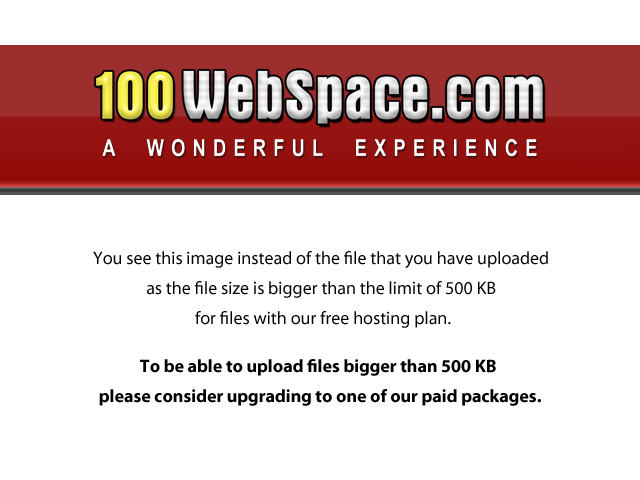 100WebSpace.com
A WONDERFUL EXPERIENCE
You see this image instead of the file that you have uploaded
as the file size is bigger than the limit of 500 KB
for files with our free hosting plan.
To be able to upload files bigger than 500 KB
please consider upgrading to one of our paid packages.